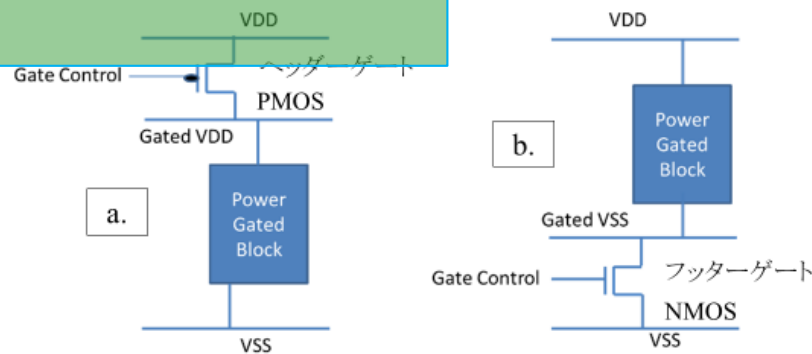 VDD
Gate Control
ヘッダーゲート
PMOS
Gated VDD
Power
Gated
Block
a.
VSS
VDD
Power
Gated
Block
b.
Gated VSS
Gate Control
フッターゲート
NMOS
VSS